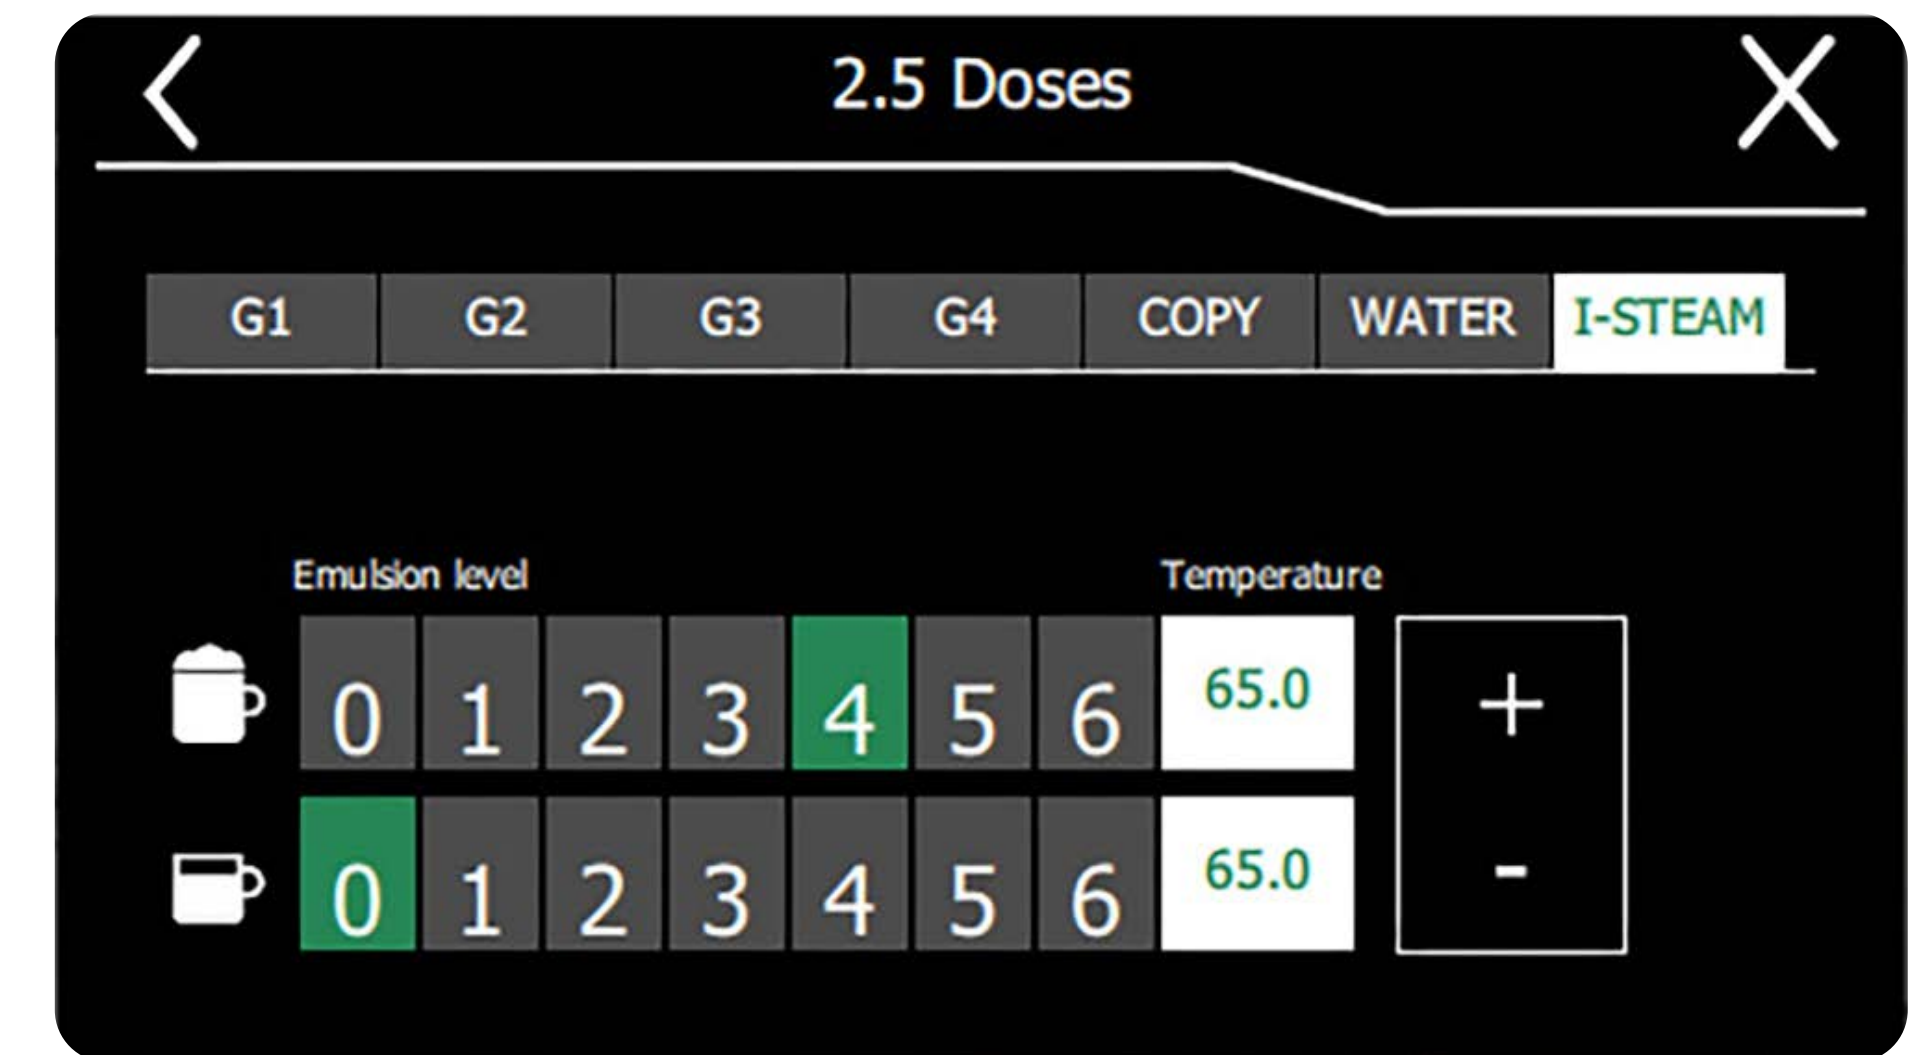 2.5 Doses
G1 G2 G3 G4 COPY WATER I-STEAM
Emulsion level Temperature
0 1 2 3 4 5 6 65.0 +
0 1 2 3 4 5 6 65.0 -